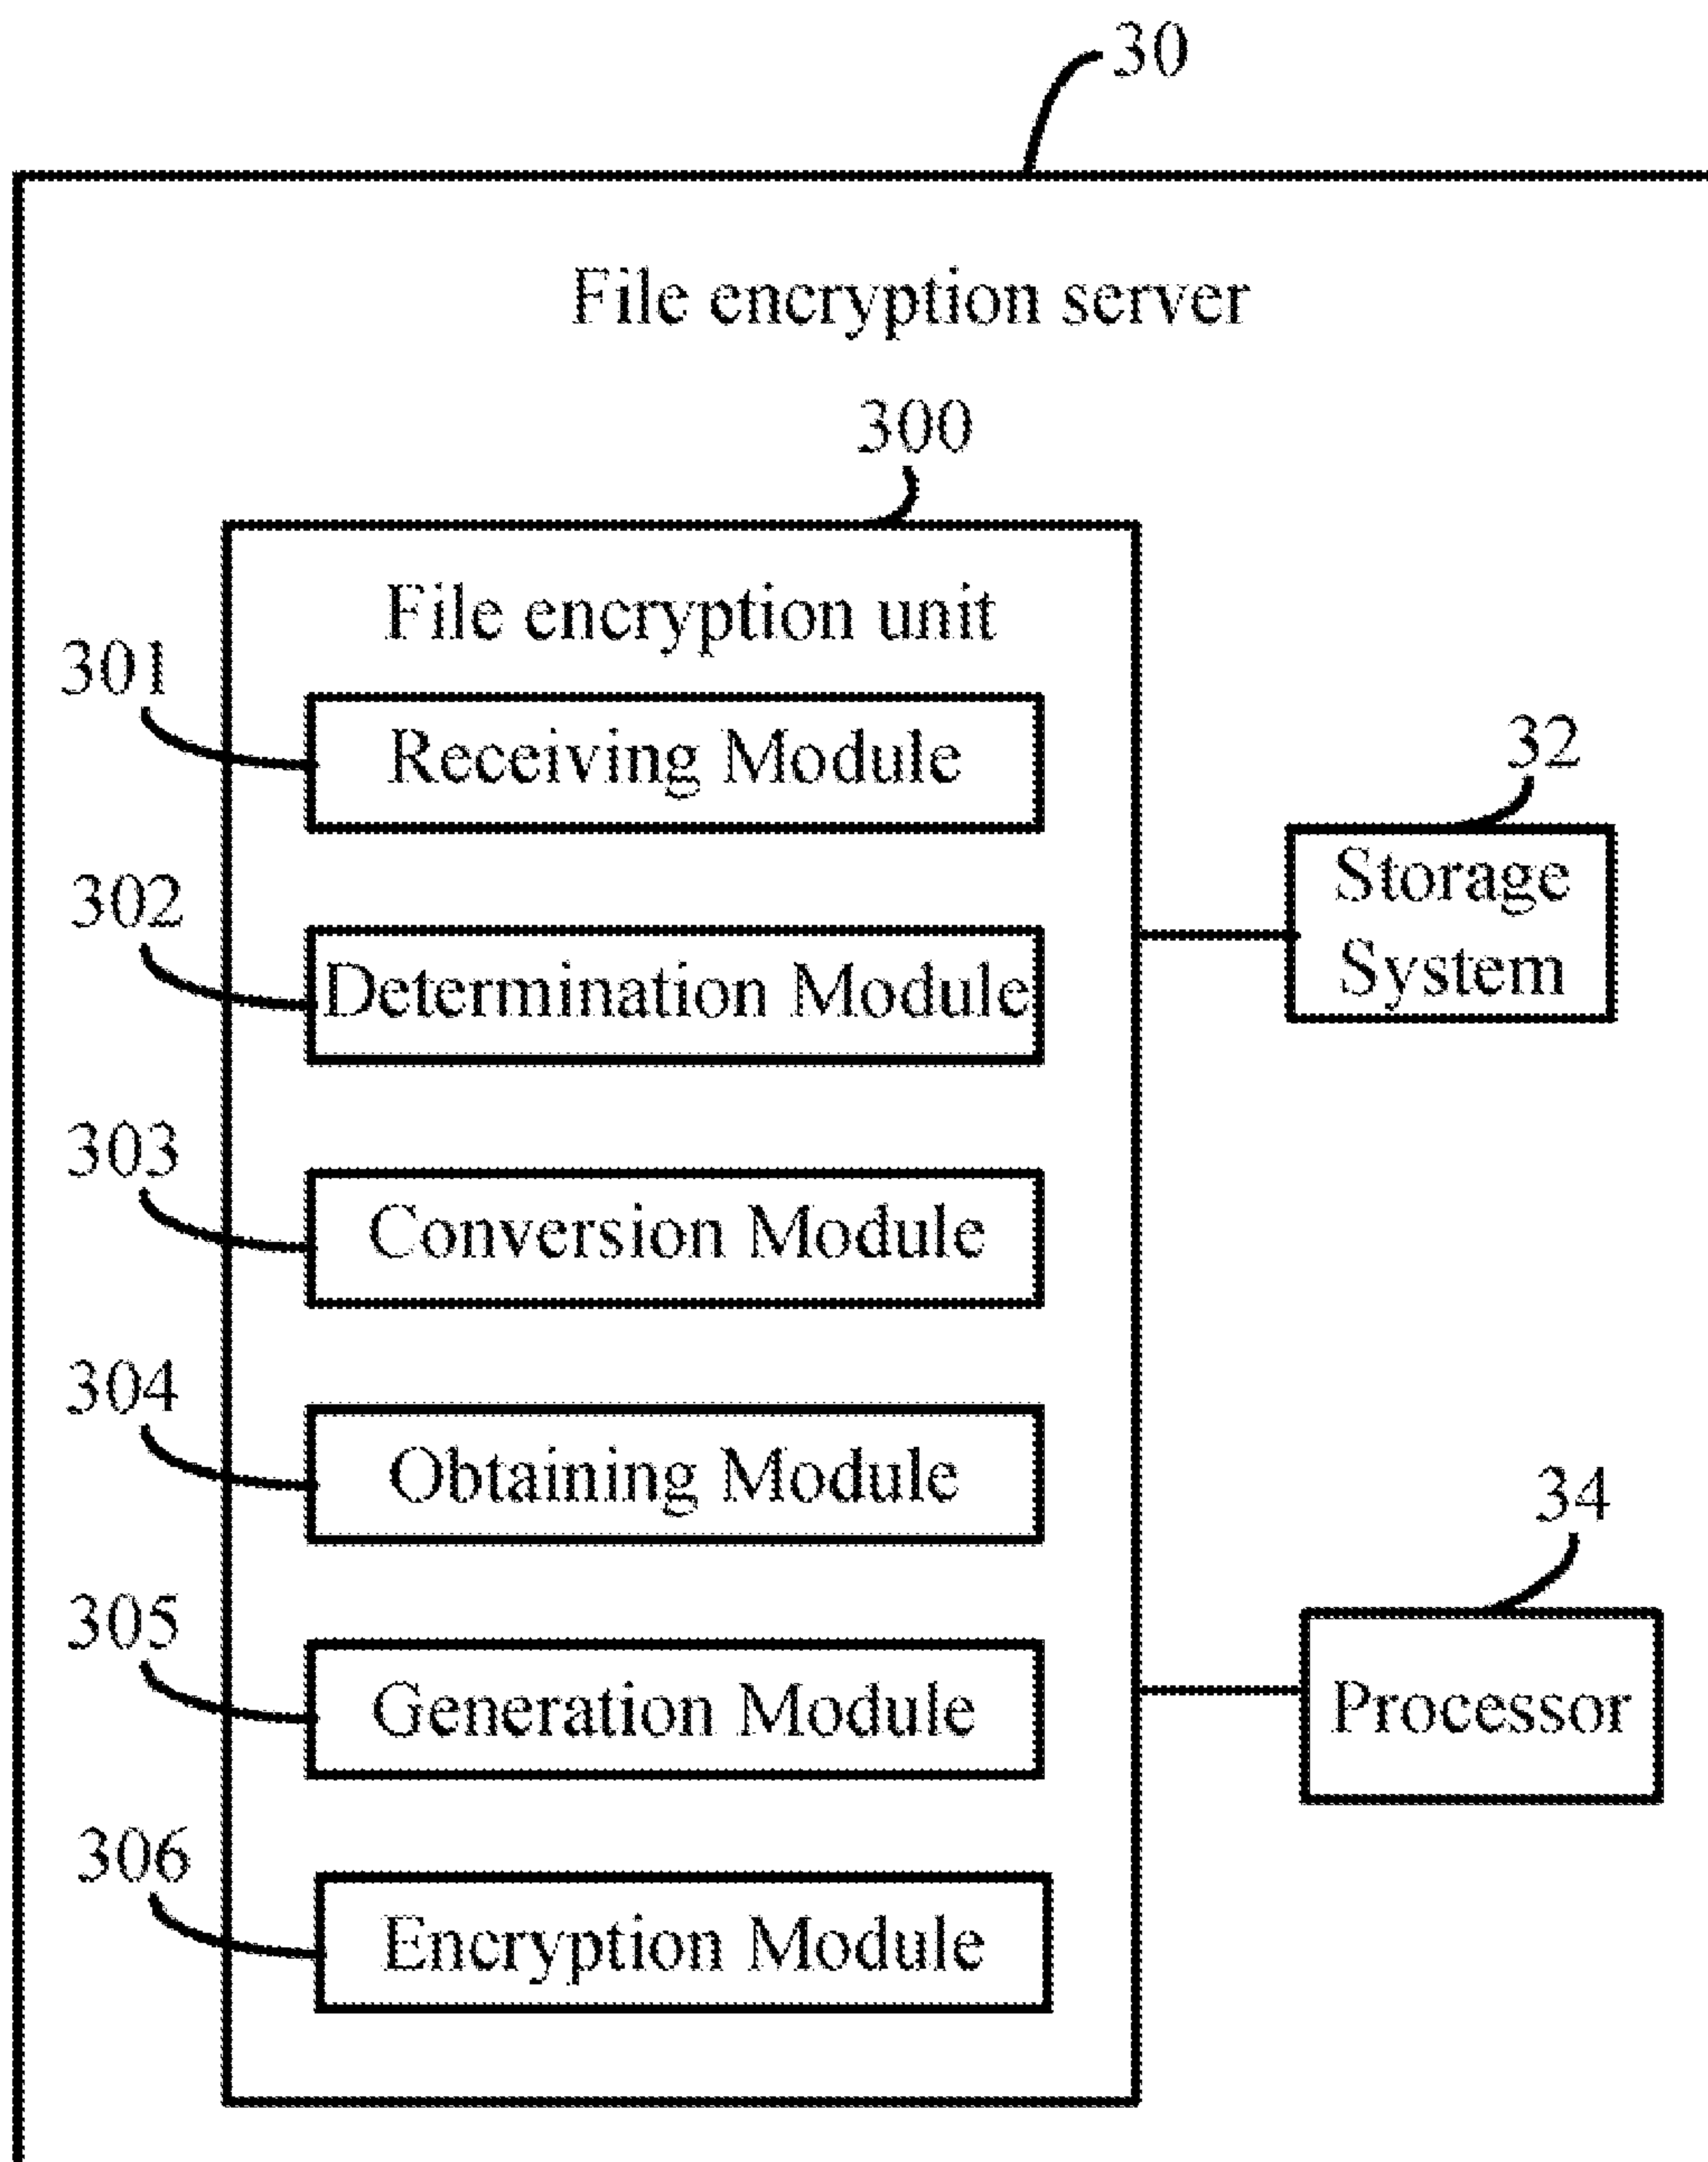 30
File encryption server
300
File encryption unit
301
Receiving Module
32
Storage
System
302
Determination Module
303
Conversion Module
304
Obtaining Module
34
Processor
305
Generation Module
306
Encryption Module